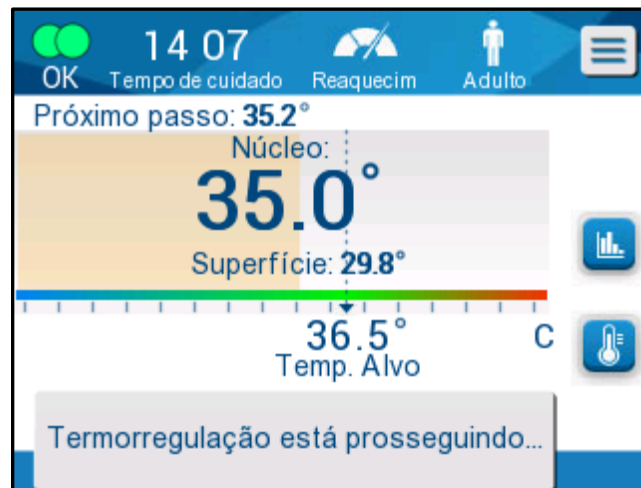 OK
14 07
Tempo de cuidado
Reaquecim
Adulto
Próximo passo: 35.2°
Núcleo:
35.0°
Superfície: 29.8°
36.5° C
Temp. Alvo
Termorregulação está prosseguindo...